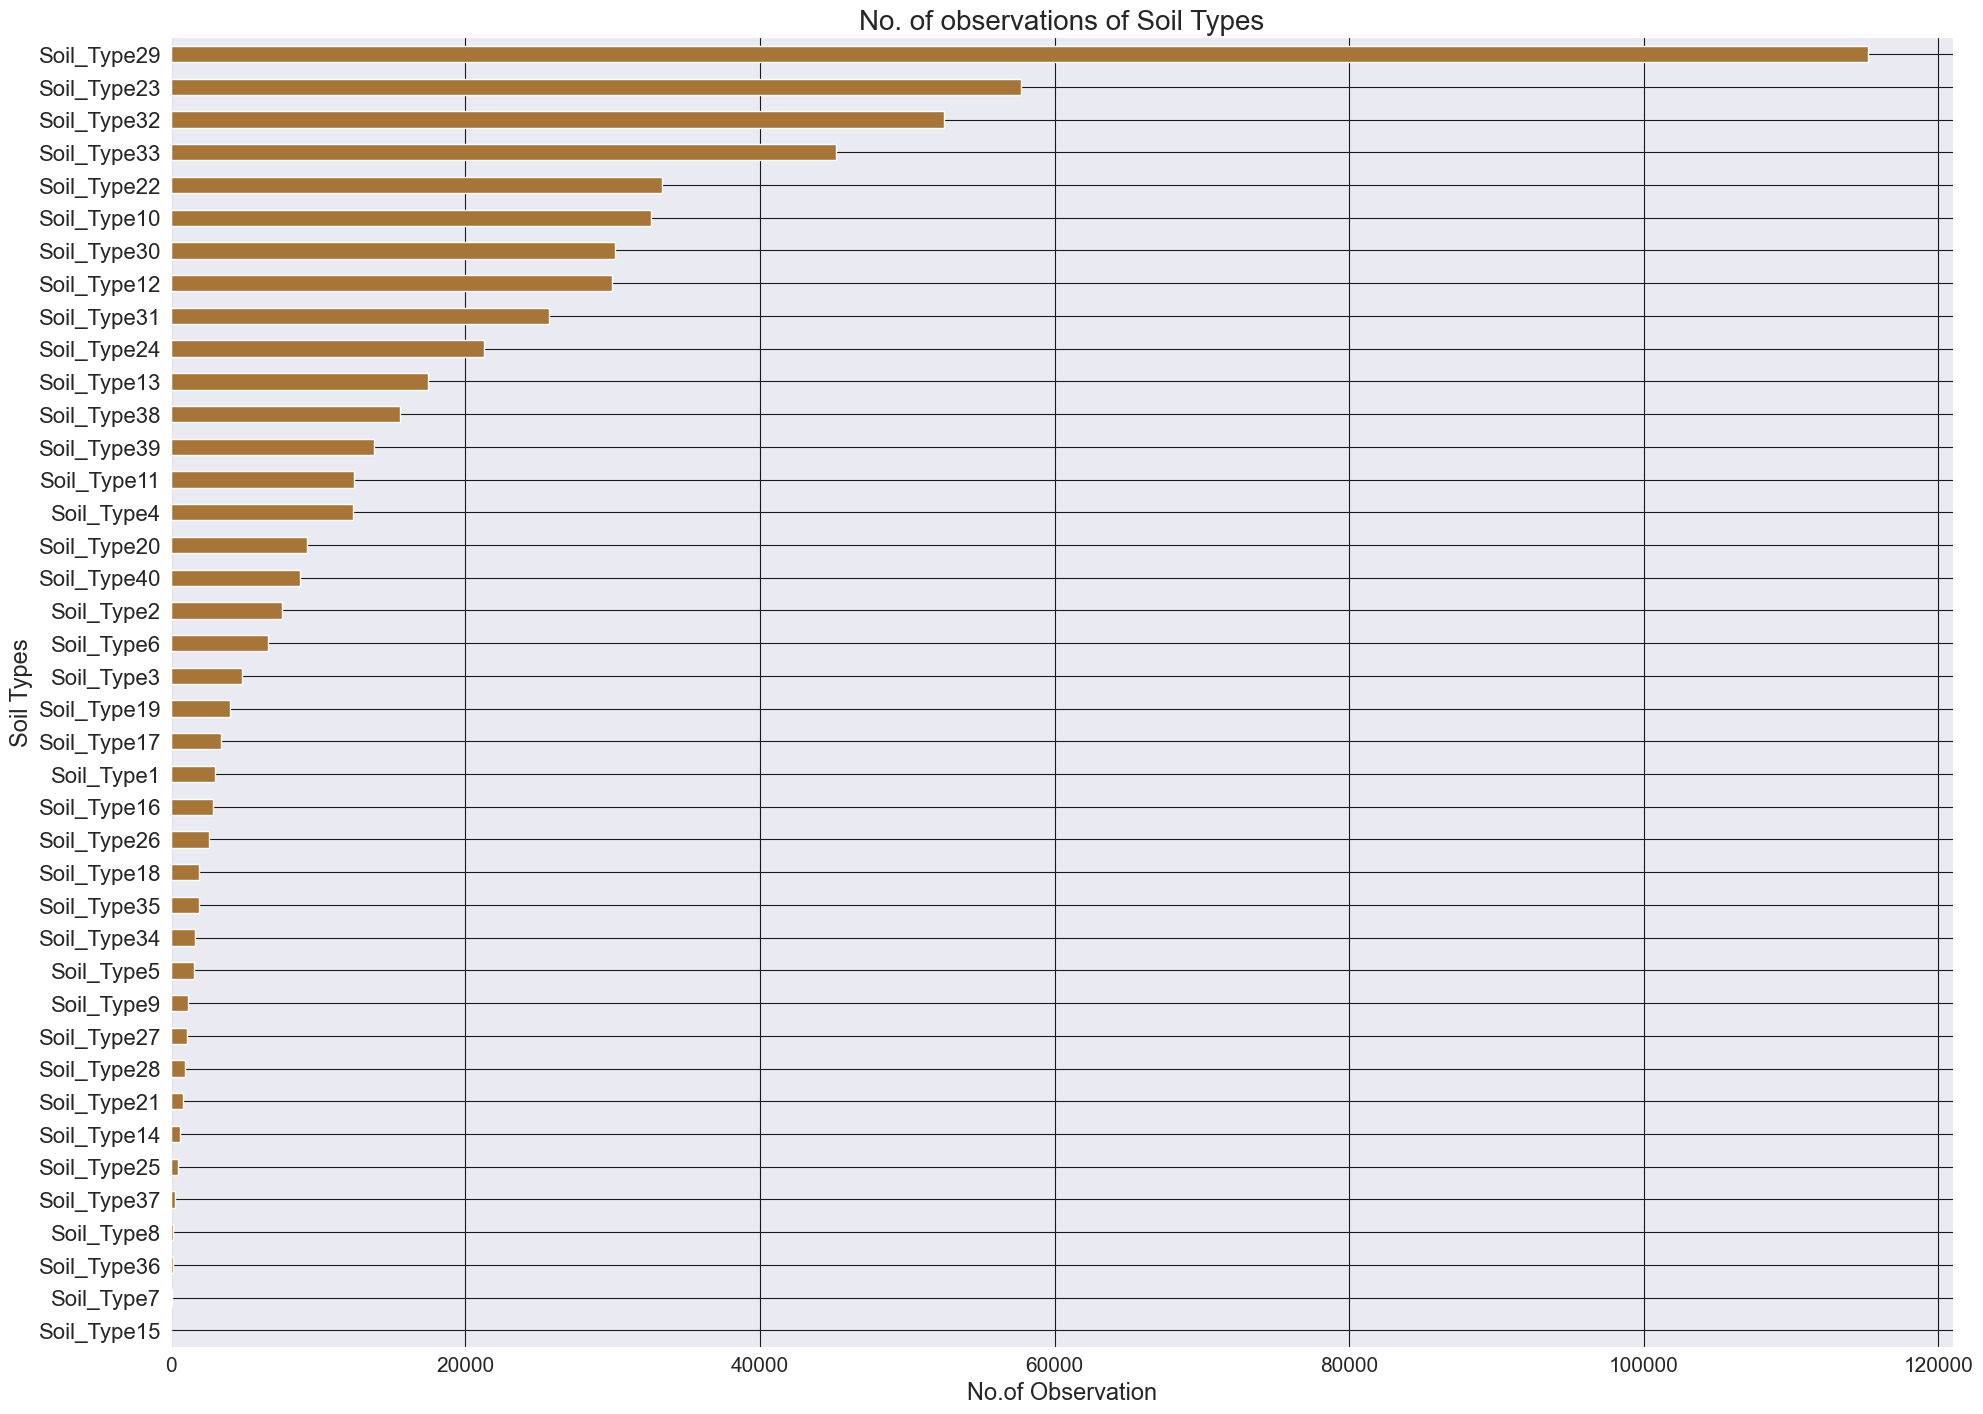 No. of observations of Soil Types
Soil_Type29
Soil_Type23
Soil_Type32
Soil_Type33
Soil_Type22
Soil_Type10
Soil_Type30
Soil_Type12
Soil_Type31
Soil_Type24
Soil_Type13
Soil_Type38
Soil_Type39
Soil_Type11
Soil_Type4
Soil_Type20
Soil_Type40
Soil_Type2
Soil_Type6
Soil_Type3
Soil_Type19
Soil_Type17
Soil_Type1
Soil_Type16
Soil_Type26
Soil_Type18
Soil_Type35
Soil_Type34
Soil_Type5
Soil_Type9
Soil_Type27
Soil_Type28
Soil_Type21
Soil_Type14
Soil_Type25
Soil_Type37
Soil_Type8
Soil_Type36
Soil_Type7
Soil_Type15
Soil Types
0 20000 40000 60000 80000 100000 120000
No.of Observation